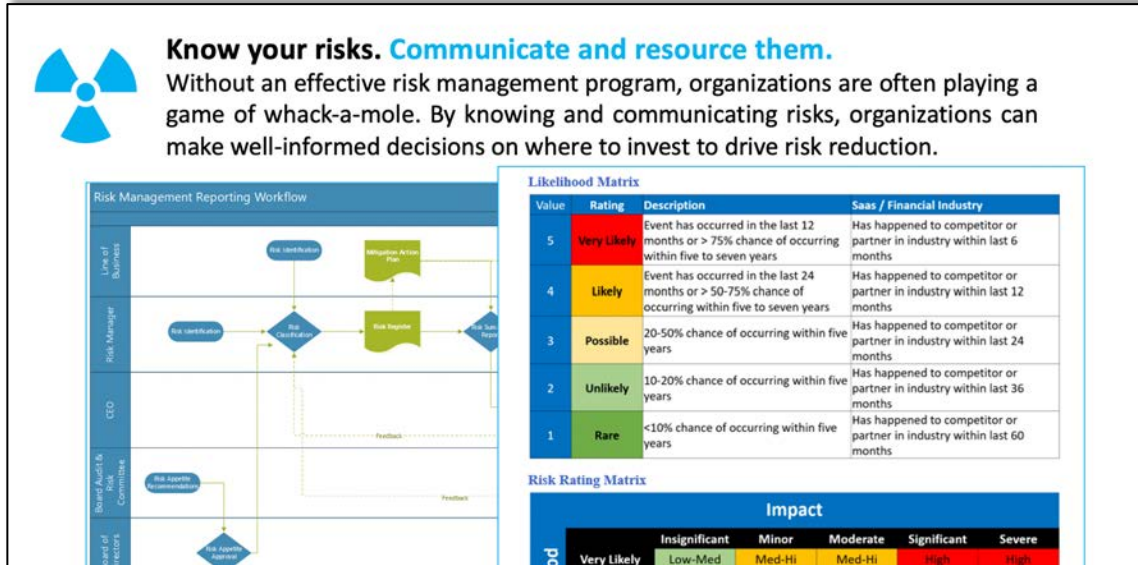 Know your risks. Communicate and resource them.
Without an effective risk management program, organizations are often playing a
game of whack-a-mole. By knowing and communicating risks, organizations can
make well-informed decisions on where to invest to drive risk reduction.
Risk Management Reporting Workflow
Line of
Business
Risk Identification
Mitigation Action
Plan
Risk Manager
Risk Identification
Risk
Classification
Risk Register
Risk Sum
Repo
CEO
Feedback
Board Audit &
Risk
Committee
Risk Appetite
Recommendations
Feedback
ard of
ectors
Risk Appetite
Approval
Likelihood Matrix
Value Rating Description Saas / Financial Industry
5 Very Likely Event has occurred in the last 12
months or > 75% chance of occurring
within five to seven years
Has happened to competitor or
partner in industry within last 6
months
4 Likely Event has occurred in the last 24
months or > 50-75% chance of
occurring within five to seven years
Has happened to competitor or
partner in industry within last 12
months
3 Possible 20-50% chance of occurring within five
years
Has happened to competitor or
partner in industry within last 24
months
2 Unlikely 10-20% chance of occurring within five
years
Has happened to competitor or
partner in industry within last 36
months
1 Rare <10% chance of occurring within five
years
Has happened to competitor or
partner in industry within last 60
months
Risk Rating Matrix
Impact
Insignificant Minor Moderate Significant Severe
Very Likely Low-Med Med-Hi Med-Hi High High